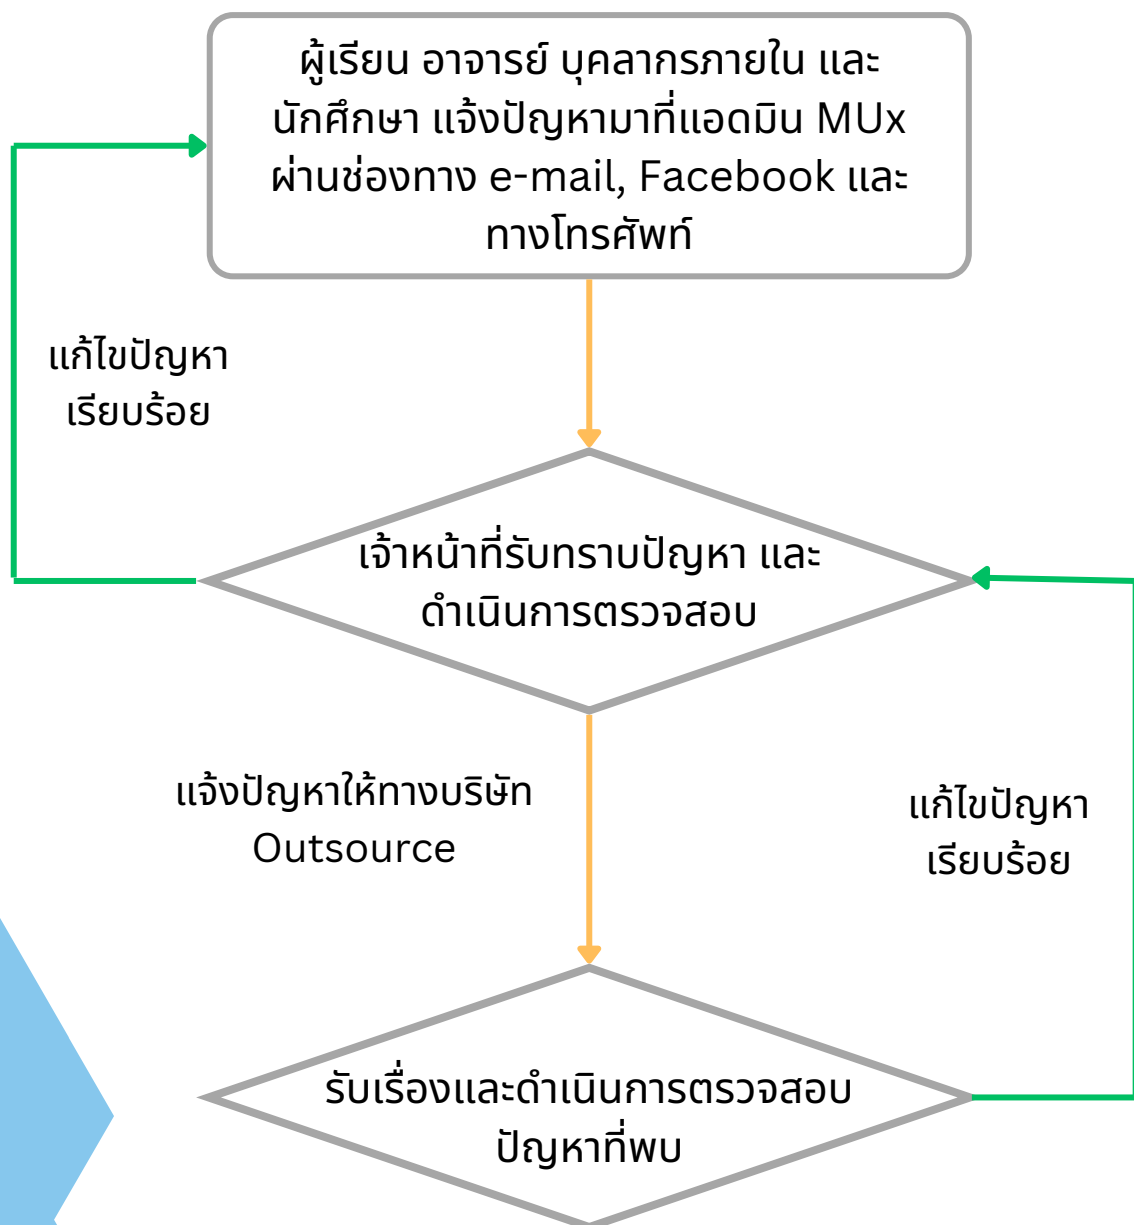 ผู้เรียน อาจารย์ บุคลากรภายใน และ
นักศึกษา แจ้งปัญหามาที่แอดมิน MUx
ผ่านช่องทาง e-mail, Facebook และ
ทางโทรศัพท์
แก้ไขปัญหา
เรียบร้อย
เจ้าหน้าที่รับทราบปัญหา และ
ดำเนินการตรวจสอบ
แจ้งปัญหาให้ทางบริษัท
Outsource
แก้ไขปัญหา
เรียบร้อย
รับเรื่องและดำเนินการตรวจสอบ
ปัญหาที่พบ